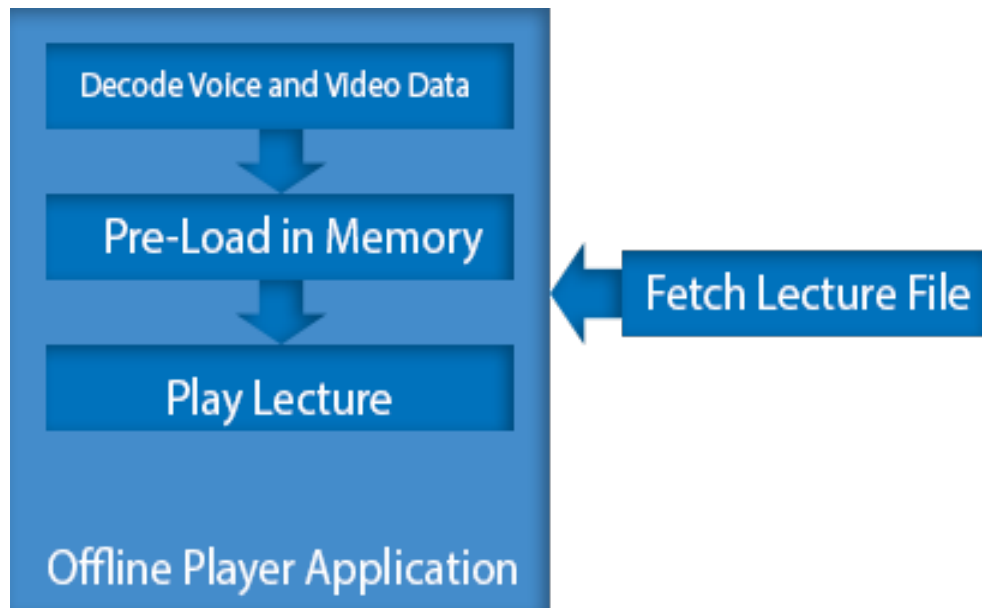 Decode Voice and Video Data
Pre-Load in Memory
Fetch Lecture File
Play Lecture
Offline Player Application